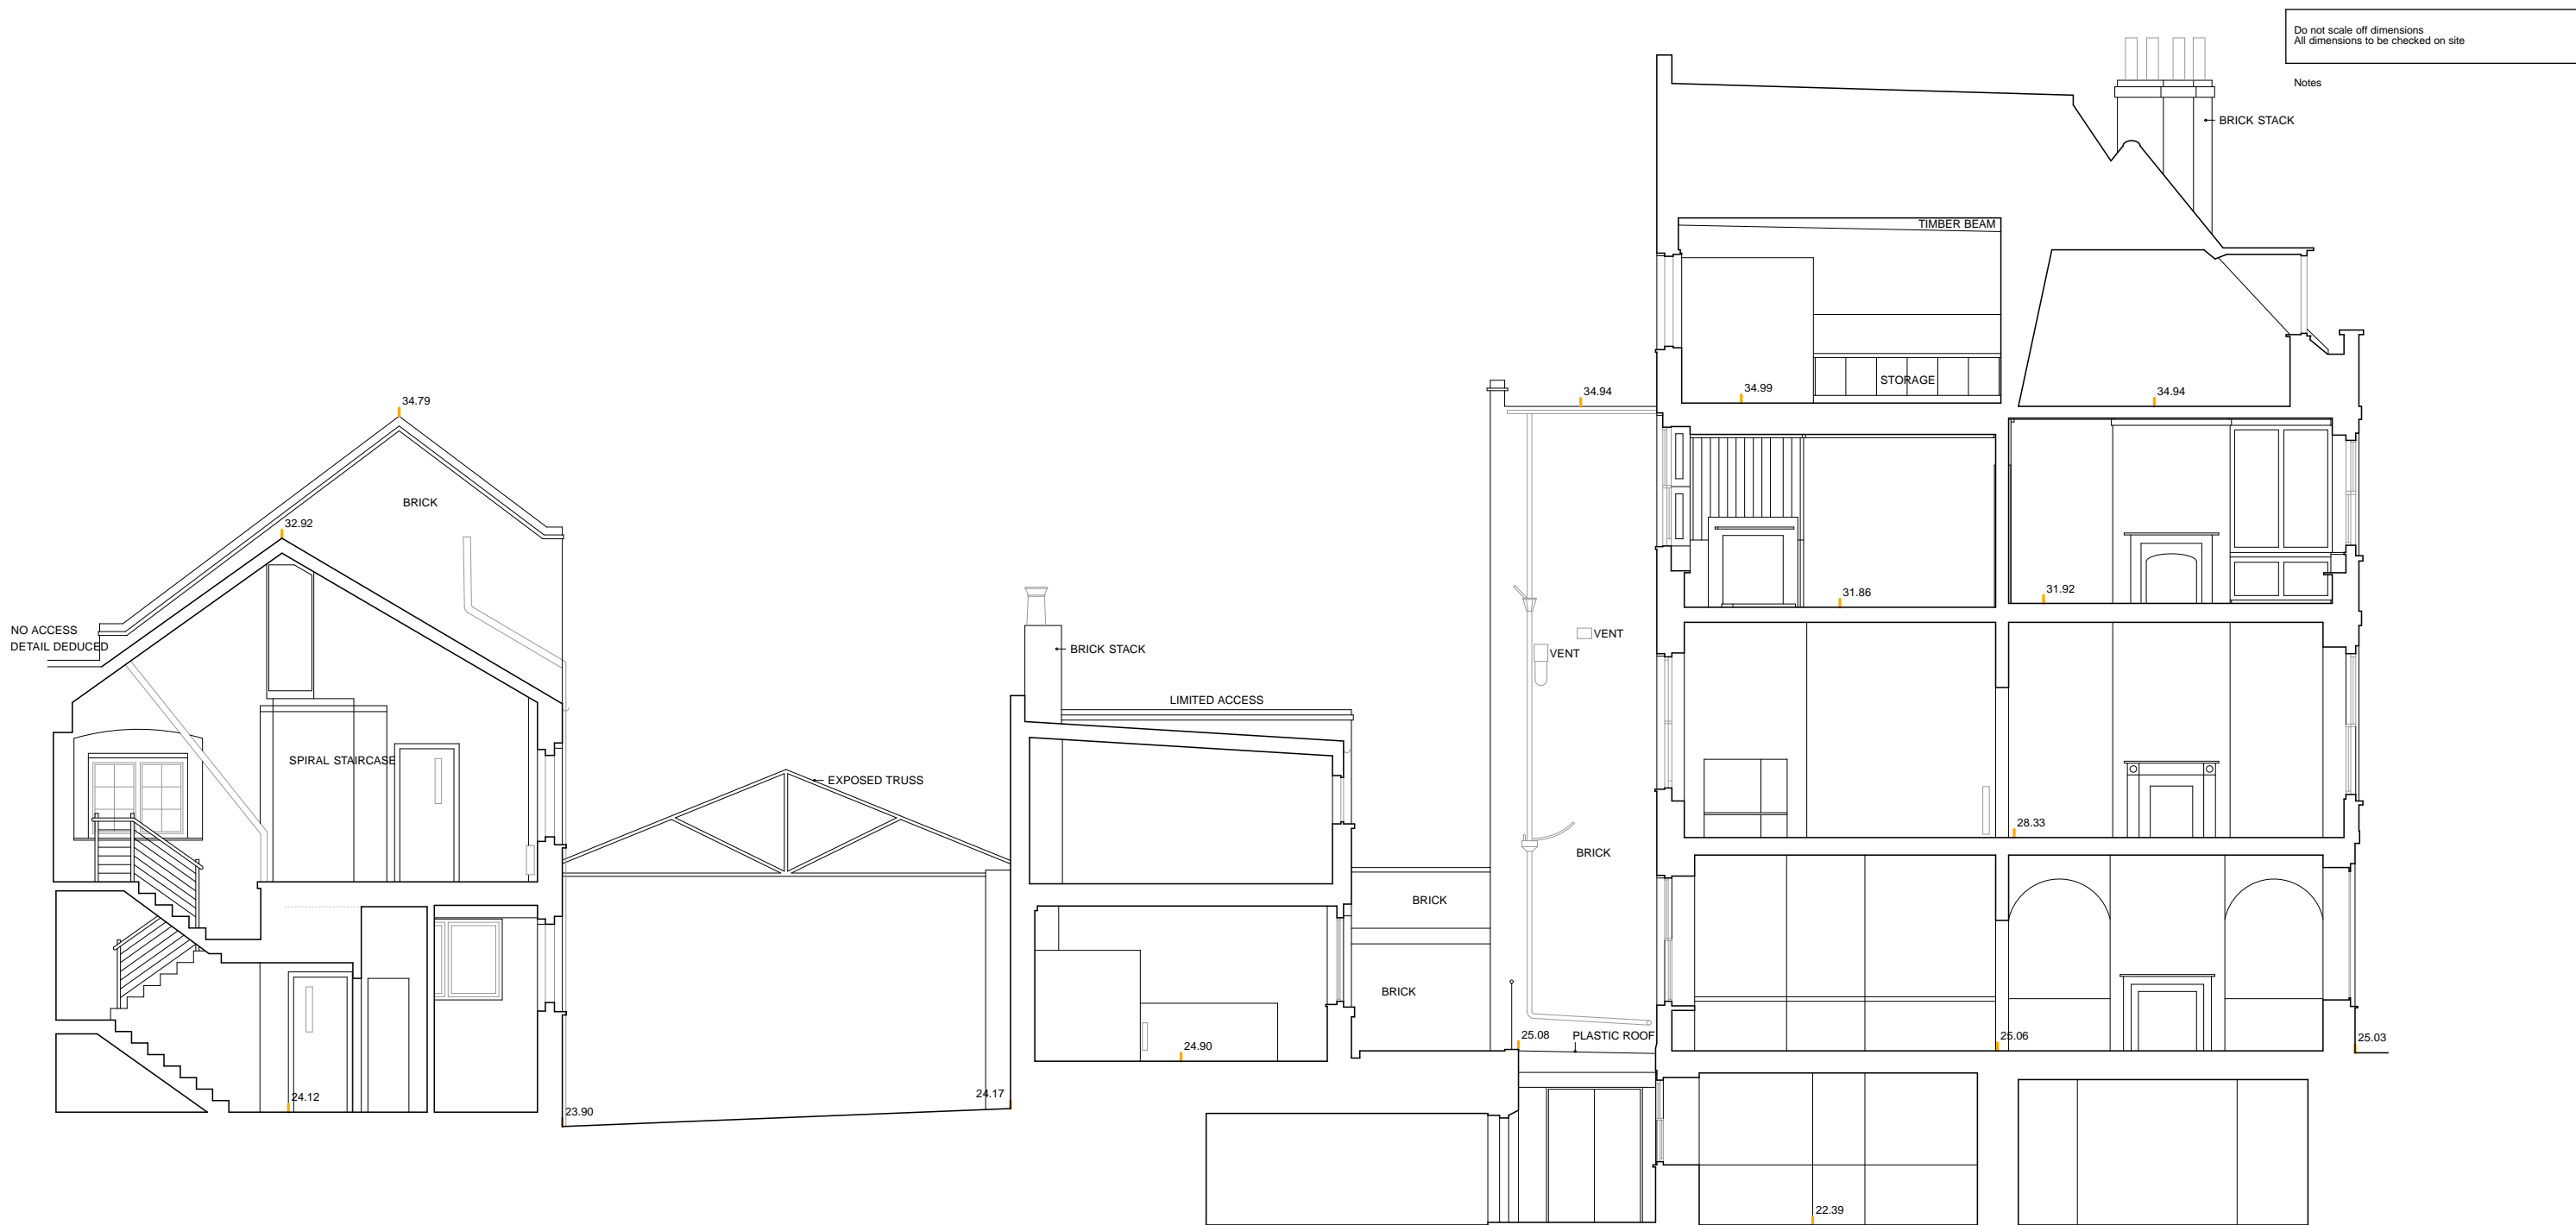 Do not scale off dimensions
All dimensions to be checked on site
Notes
BRICK STACK
TIMBER BEAM
STORAGE
34.99
34.94
34.94
34.79
BRICK
32.92
31.86
31.92
NO ACCESS
DETAIL DEDUCED
VENT
VENT
BRICK STACK
LIMITED ACCESS
SPIRAL STAIRCASE
EXPOSED TRUSS
28.33
BRICK
BRICK
BRICK
25.08
PLASTIC ROOF
25.06
25.03
24.90
24.12
23.90
24.17
22.39